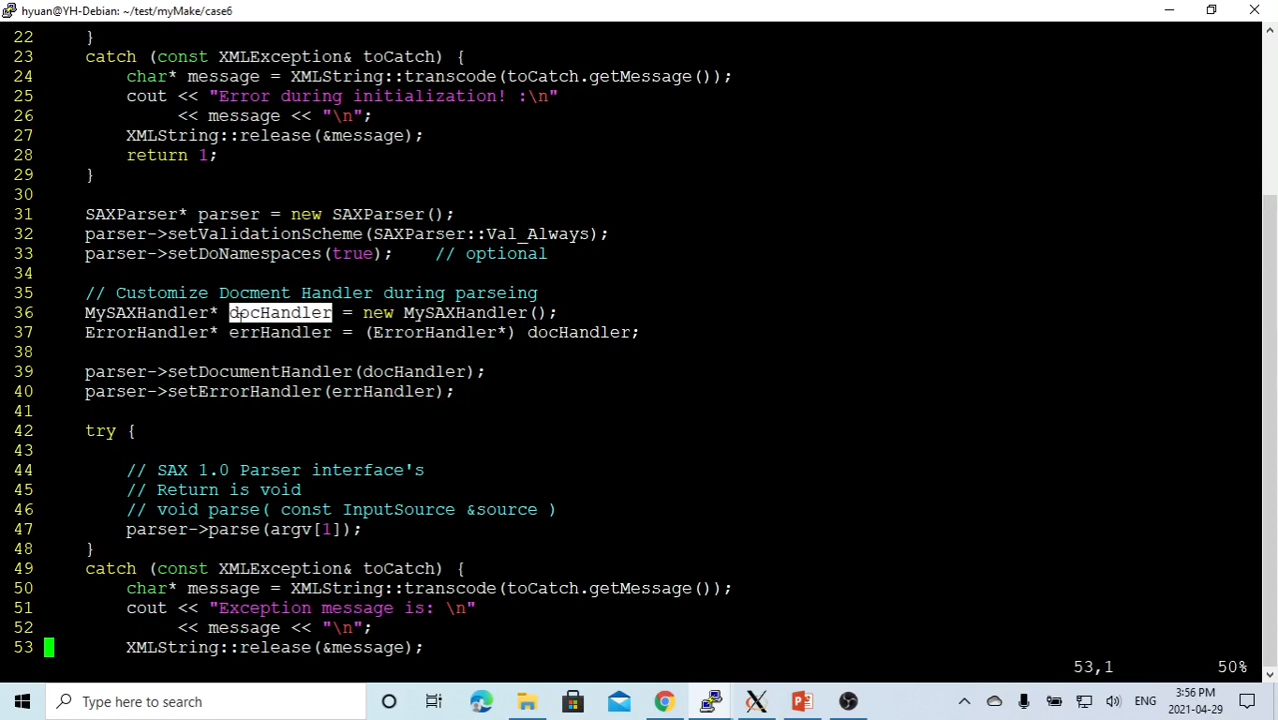 hyuan@YH-Debian: ~/test/myMake/case6
22     }
23     catch (const XMLException& toCatch) {
24         char* message = XMLString::transcode(toCatch.getMessage());
25         cout << "Error during initialization! :\n"
26              << message << "\n";
27         XMLString::release(&message);
28         return 1;
29     }
30
31     SAXParser* parser = new SAXParser();
32     parser->setValidationScheme(SAXParser::Val_Always);
33     parser->setDoNamespaces(true);    // optional
34
35     // Customize Docment Handler during parseing
36     MySAXHandler* docHandler = new MySAXHandler();
37     ErrorHandler* errHandler = (ErrorHandler*) docHandler;
38
39     parser->setDocumentHandler(docHandler);
40     parser->setErrorHandler(errHandler);
41
42     try {
43
44         // SAX 1.0 Parser interface's
45         // Return is void
46         // void parse( const InputSource &source )
47         parser->parse(argv[1]);
48     }
49     catch (const XMLException& toCatch) {
50         char* message = XMLString::transcode(toCatch.getMessage());
51         cout << "Exception message is: \n"
52              << message << "\n";
53         XMLString::release(&message);
53,1 50%
Type here to search
ENG
3:56 PM
2021-04-29